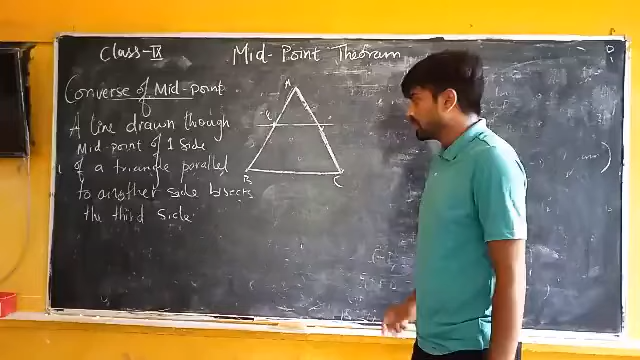 Class-IX
Mid-Point Theoram
Converse of Mid-point
A line drawn through
Mid-point of 1 side
of a triangle parallel
to another side bisects
the third side.
A
E
B
C